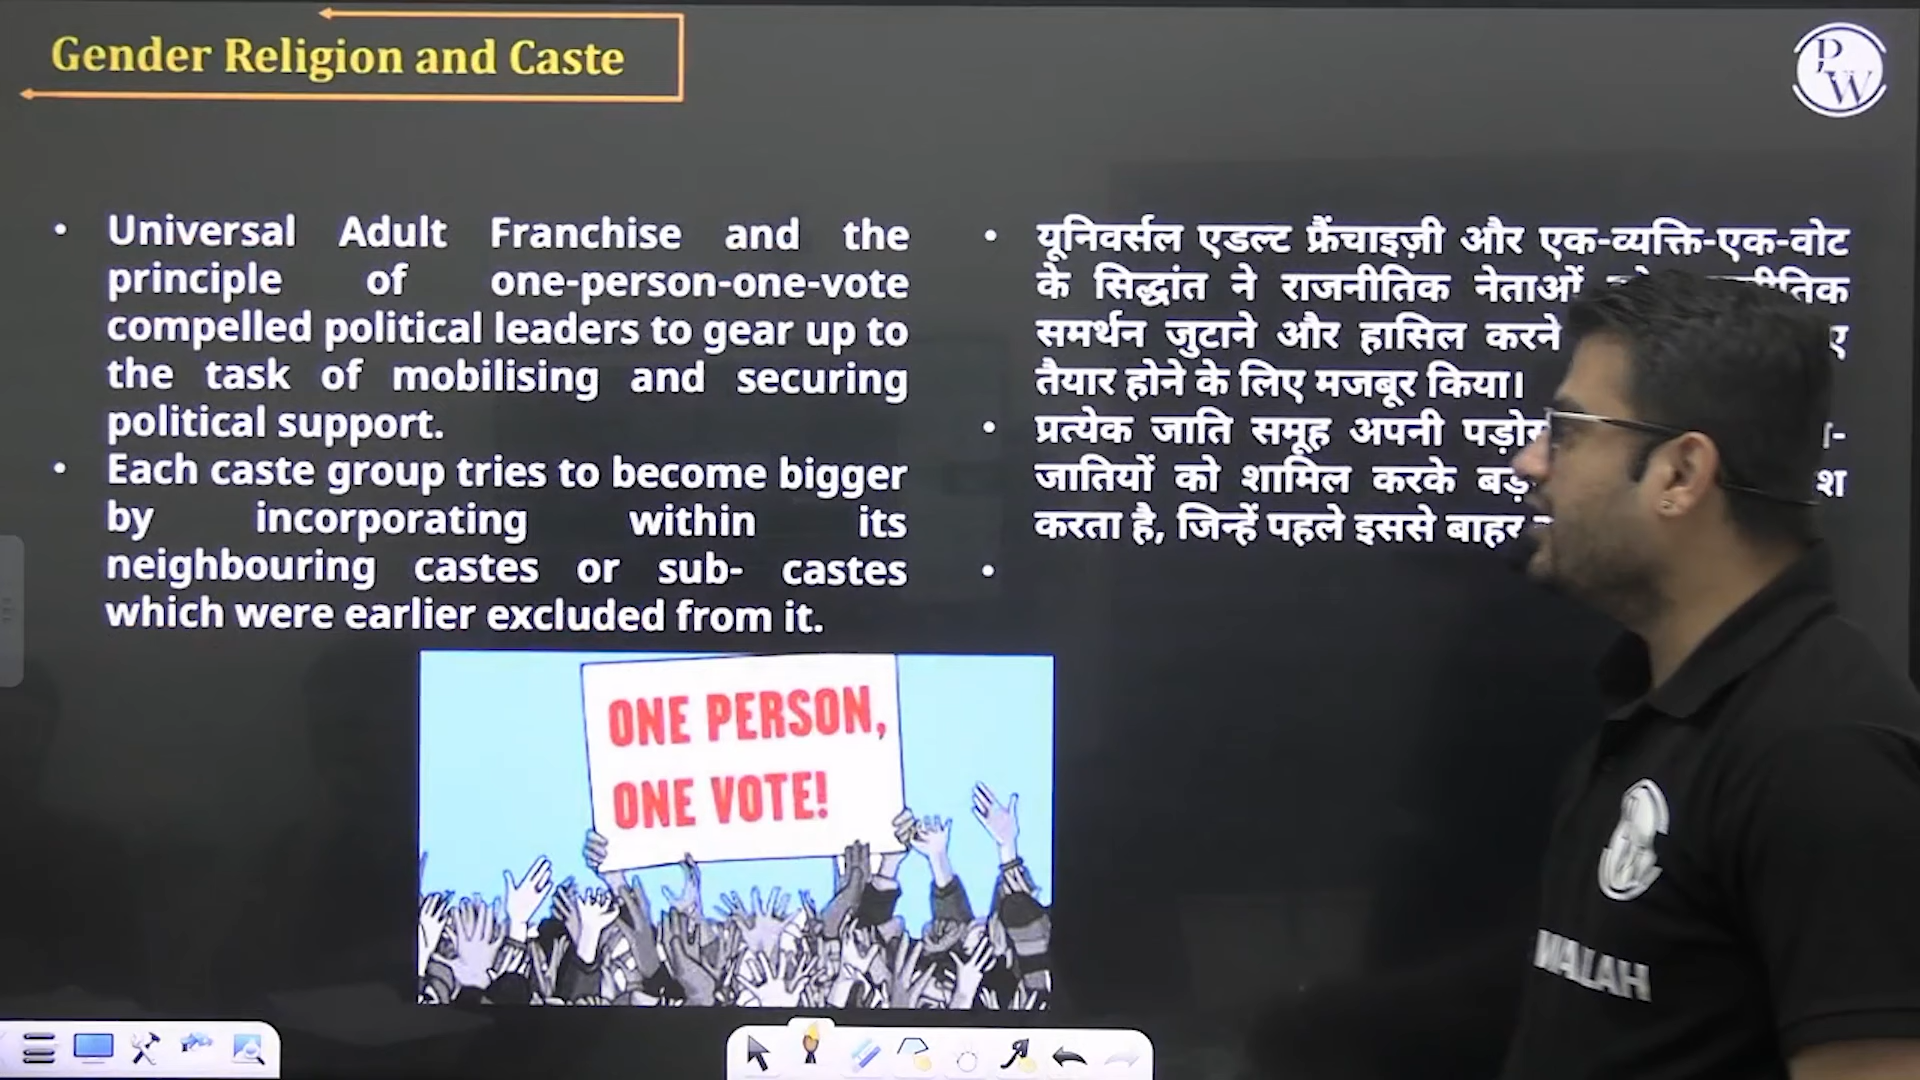 Gender Religion and Caste
PW
• Universal Adult Franchise and the
principle of one-person-one-vote
compelled political leaders to gear up to
the task of mobilising and securing
political support.
• Each caste group tries to become bigger
by incorporating within its
neighbouring castes or sub- castes
which were earlier excluded from it.
• यूनिवर्सल एडल्ट फ्रैंचाइज़ी और एक-व्यक्ति-एक-वोट
के सिद्धांत ने राजनीतिक नेताओं
समर्थन जुटाने और हासिल करने
तैयार होने के लिए मजबूर किया।
• प्रत्येक जाति समूह अपनी
जातियों को शामिल करके
करता है, जिन्हें पहले इससे बाहर
•
ONE PERSON,
ONE VOTE!
WALAH